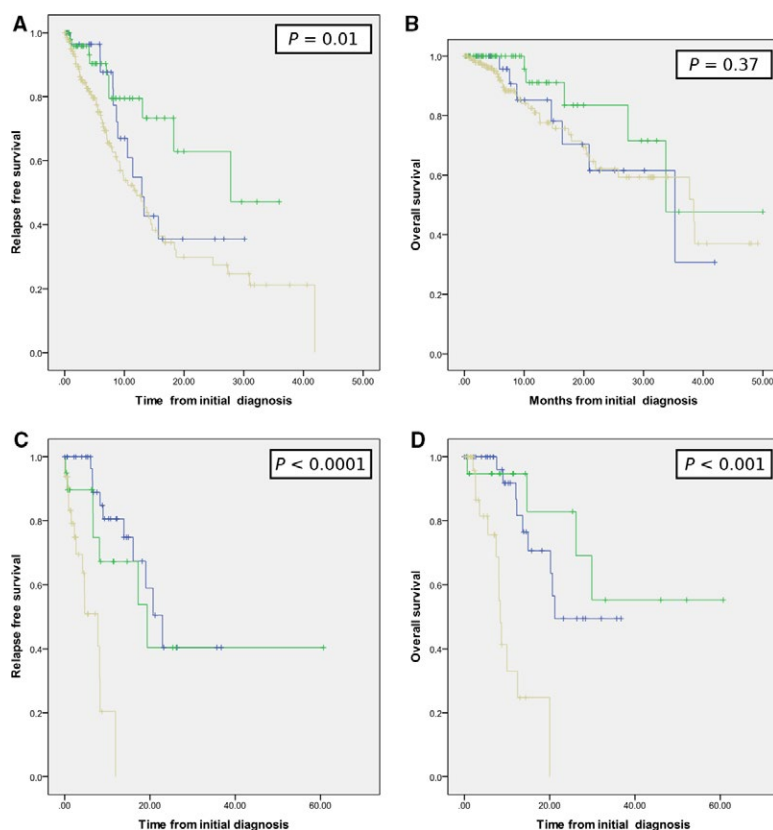 A
P = 0.01
Relapse free survival
1.0
0.8
0.6
0.4
0.2
0.0
.00 10.00 20.00 30.00 40.00 50.00
Time from initial diagnosis
B
P = 0.37
Overall survival
1.0
0.8
0.6
0.4
0.2
0.0
.00 10.00 20.00 30.00 40.00 50.00
Months from initial diagnosis
C
P < 0.0001
Relapse free survival
1.0
0.8
0.6
0.4
0.2
0.0
.00 20.00 40.00 60.00
Time from initial diagnosis
D
P < 0.001
Overall survival
1.0
0.8
0.6
0.4
0.2
0.0
.00 20.00 40.00 60.00
Time from initial diagnosis